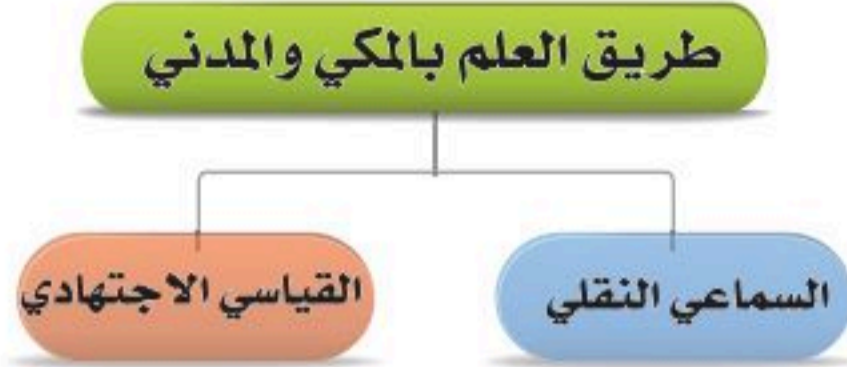 طريق العلم بالمكي والمدني
السماعي النقلي
القياسي الاجتهادي